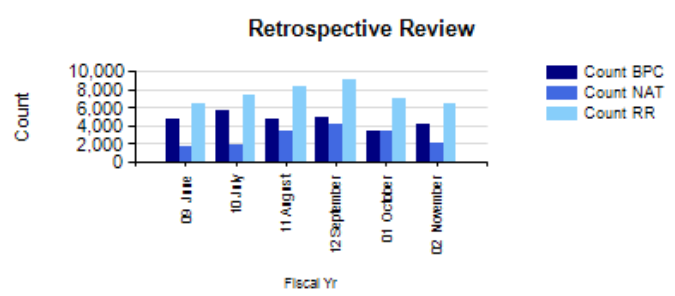 Retrospective Review
Count
10,000
8,000
6,000
4,000
2,000
0
Count BPC
Count NAT
Count RR
09 June
10 July
11 August
12 September
01 October
02 November
Fiscal Yr